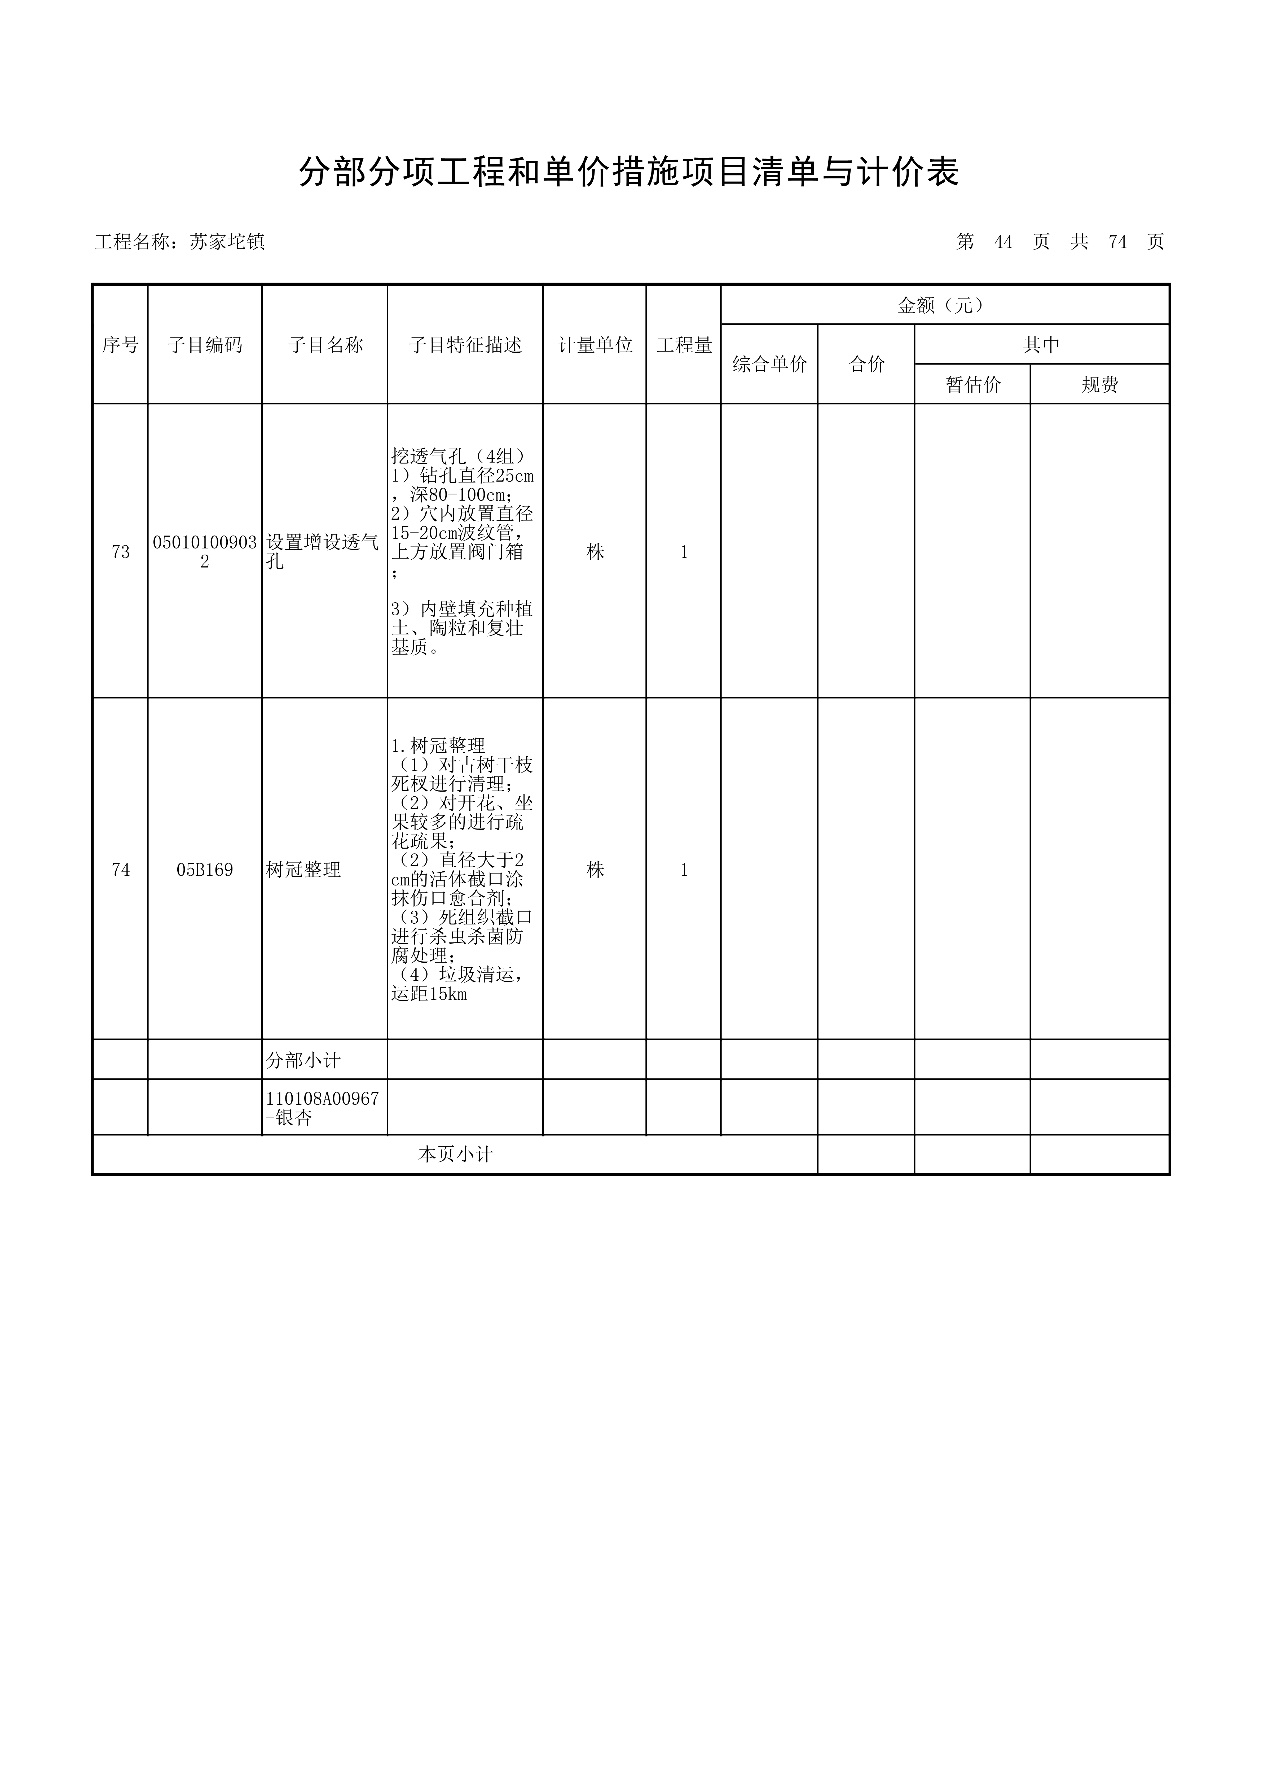 分部分项工程和单价措施项目清单与计价表
工程名称：苏家坨镇
第 44 页 共 74 页
序号
子目编码
子目名称
子目特征描述
计量单位
工程量
金额（元）
综合单价
合价
其中
暂估价
规费
73
05010100903
2
设置增设透气
孔
挖透气孔（4组）
1）钻孔直径25cm
，深80-100cm；
2）穴内放置直径
15-20cm波纹管，
上方放置阀门箱
；
3）内壁填充种植
土、陶粒和复壮
基质。
株
1
74
05B169
树冠整理
1.树冠整理
（1）对古树干枝
死杈进行清理；
（2）对开花、坐
果较多的进行疏
花疏果；
（2）直径大于2
cm的活体截口涂
抹伤口愈合剂；
（3）死组织截口
进行杀虫杀菌防
腐处理；
（4）垃圾清运，
运距15km
株
1
分部小计
110108A00967
-银杏
本页小计